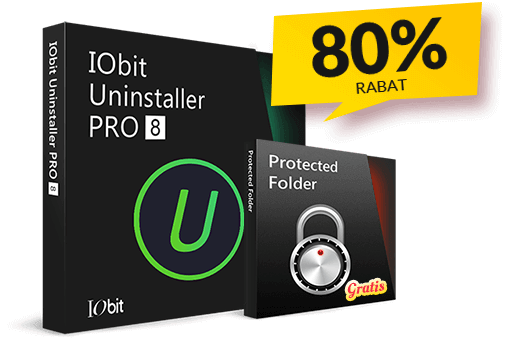 80%
RABAT
IObit
Uninstaller
PRO 8
IObit Uninstaller PRO 8
U
IObit
Protected
Folder
Protected Folder
Gratis